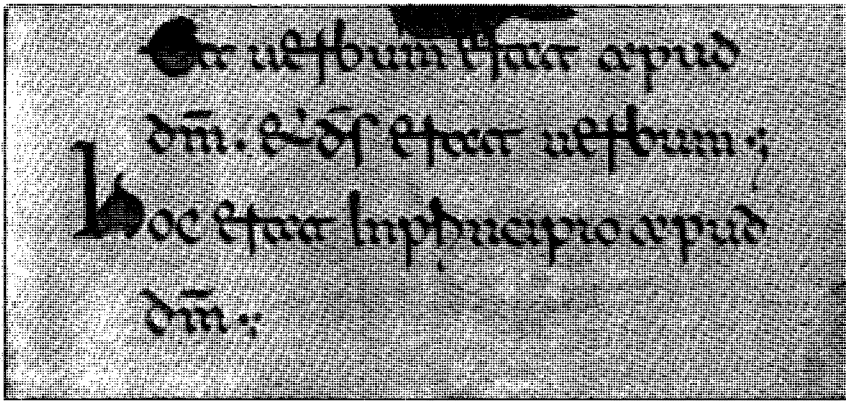 Et uerbum erat apud
dm̄. & ds̄ erat uerbum·;
hoc erat Inprincipio apud
dm̄·;